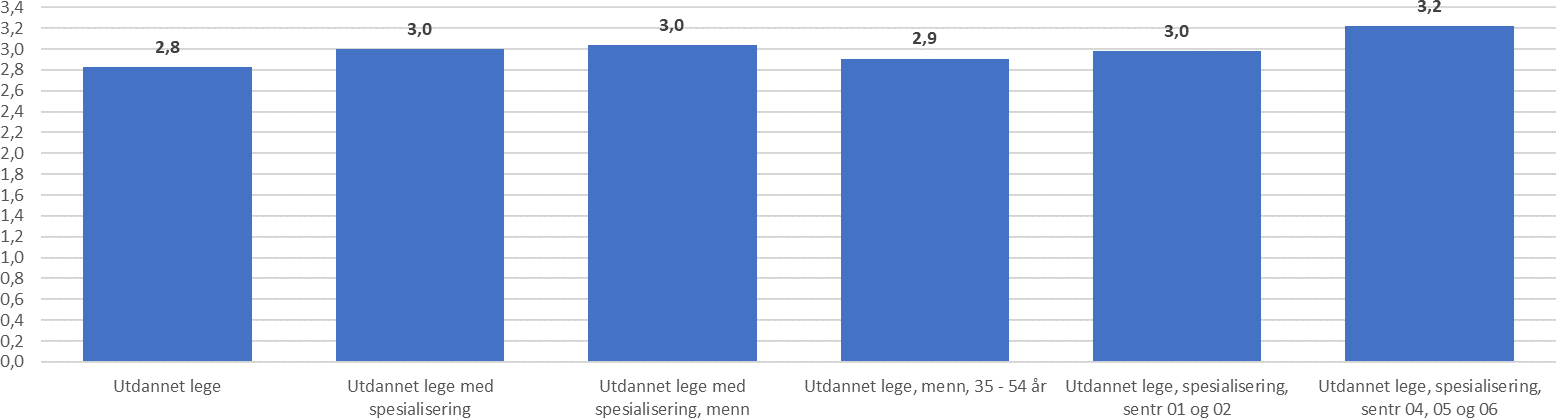 3,4
3,2
3,0
2,8
2,6
2,4
2,2
2,0
1,8
1,6
1,4
1,2
1,0
0,8
0,6
0,4
0,2
0,0
2,8
3,0
3,0
2,9
3,0
3,2
Utdannet lege
Utdannet lege med
spesialisering
Utdannet lege med
spesialisering, menn
Utdannet lege, menn, 35 - 54 år
Utdannet lege, spesialisering,
sentr 01 og 02
Utdannet lege, spesialisering,
sentr 04, 05 og 06